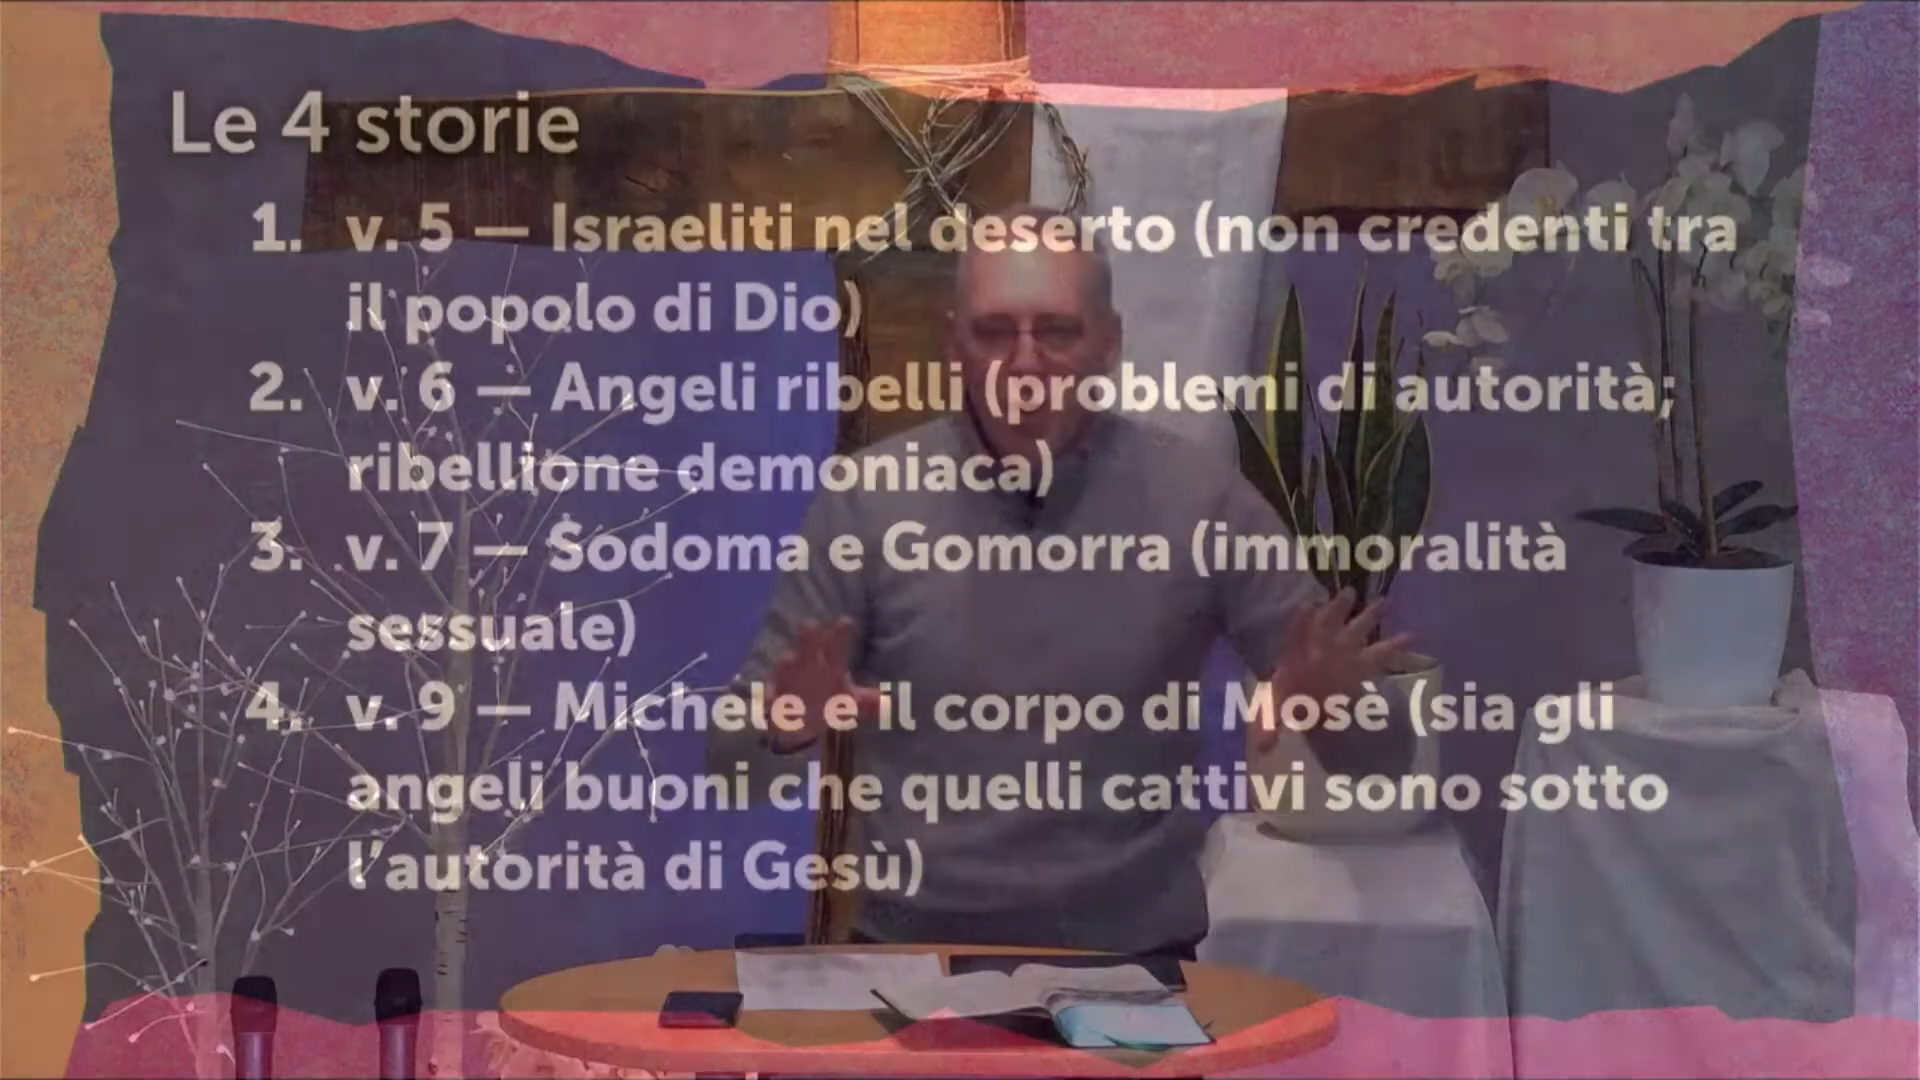 Le 4 storie
1. v. 5 — Israeliti nel deserto (non credenti tra
il popolo di Dio)
2. v. 6 — Angeli ribelli (problemi di autorità;
ribellione demoniaca)
3. v. 7 — Sodoma e Gomorra (immoralità
sessuale)
4. v. 9 — Michele e il corpo di Mosè (sia gli
angeli buoni che quelli cattivi sono sotto
l’autorità di Gesù)